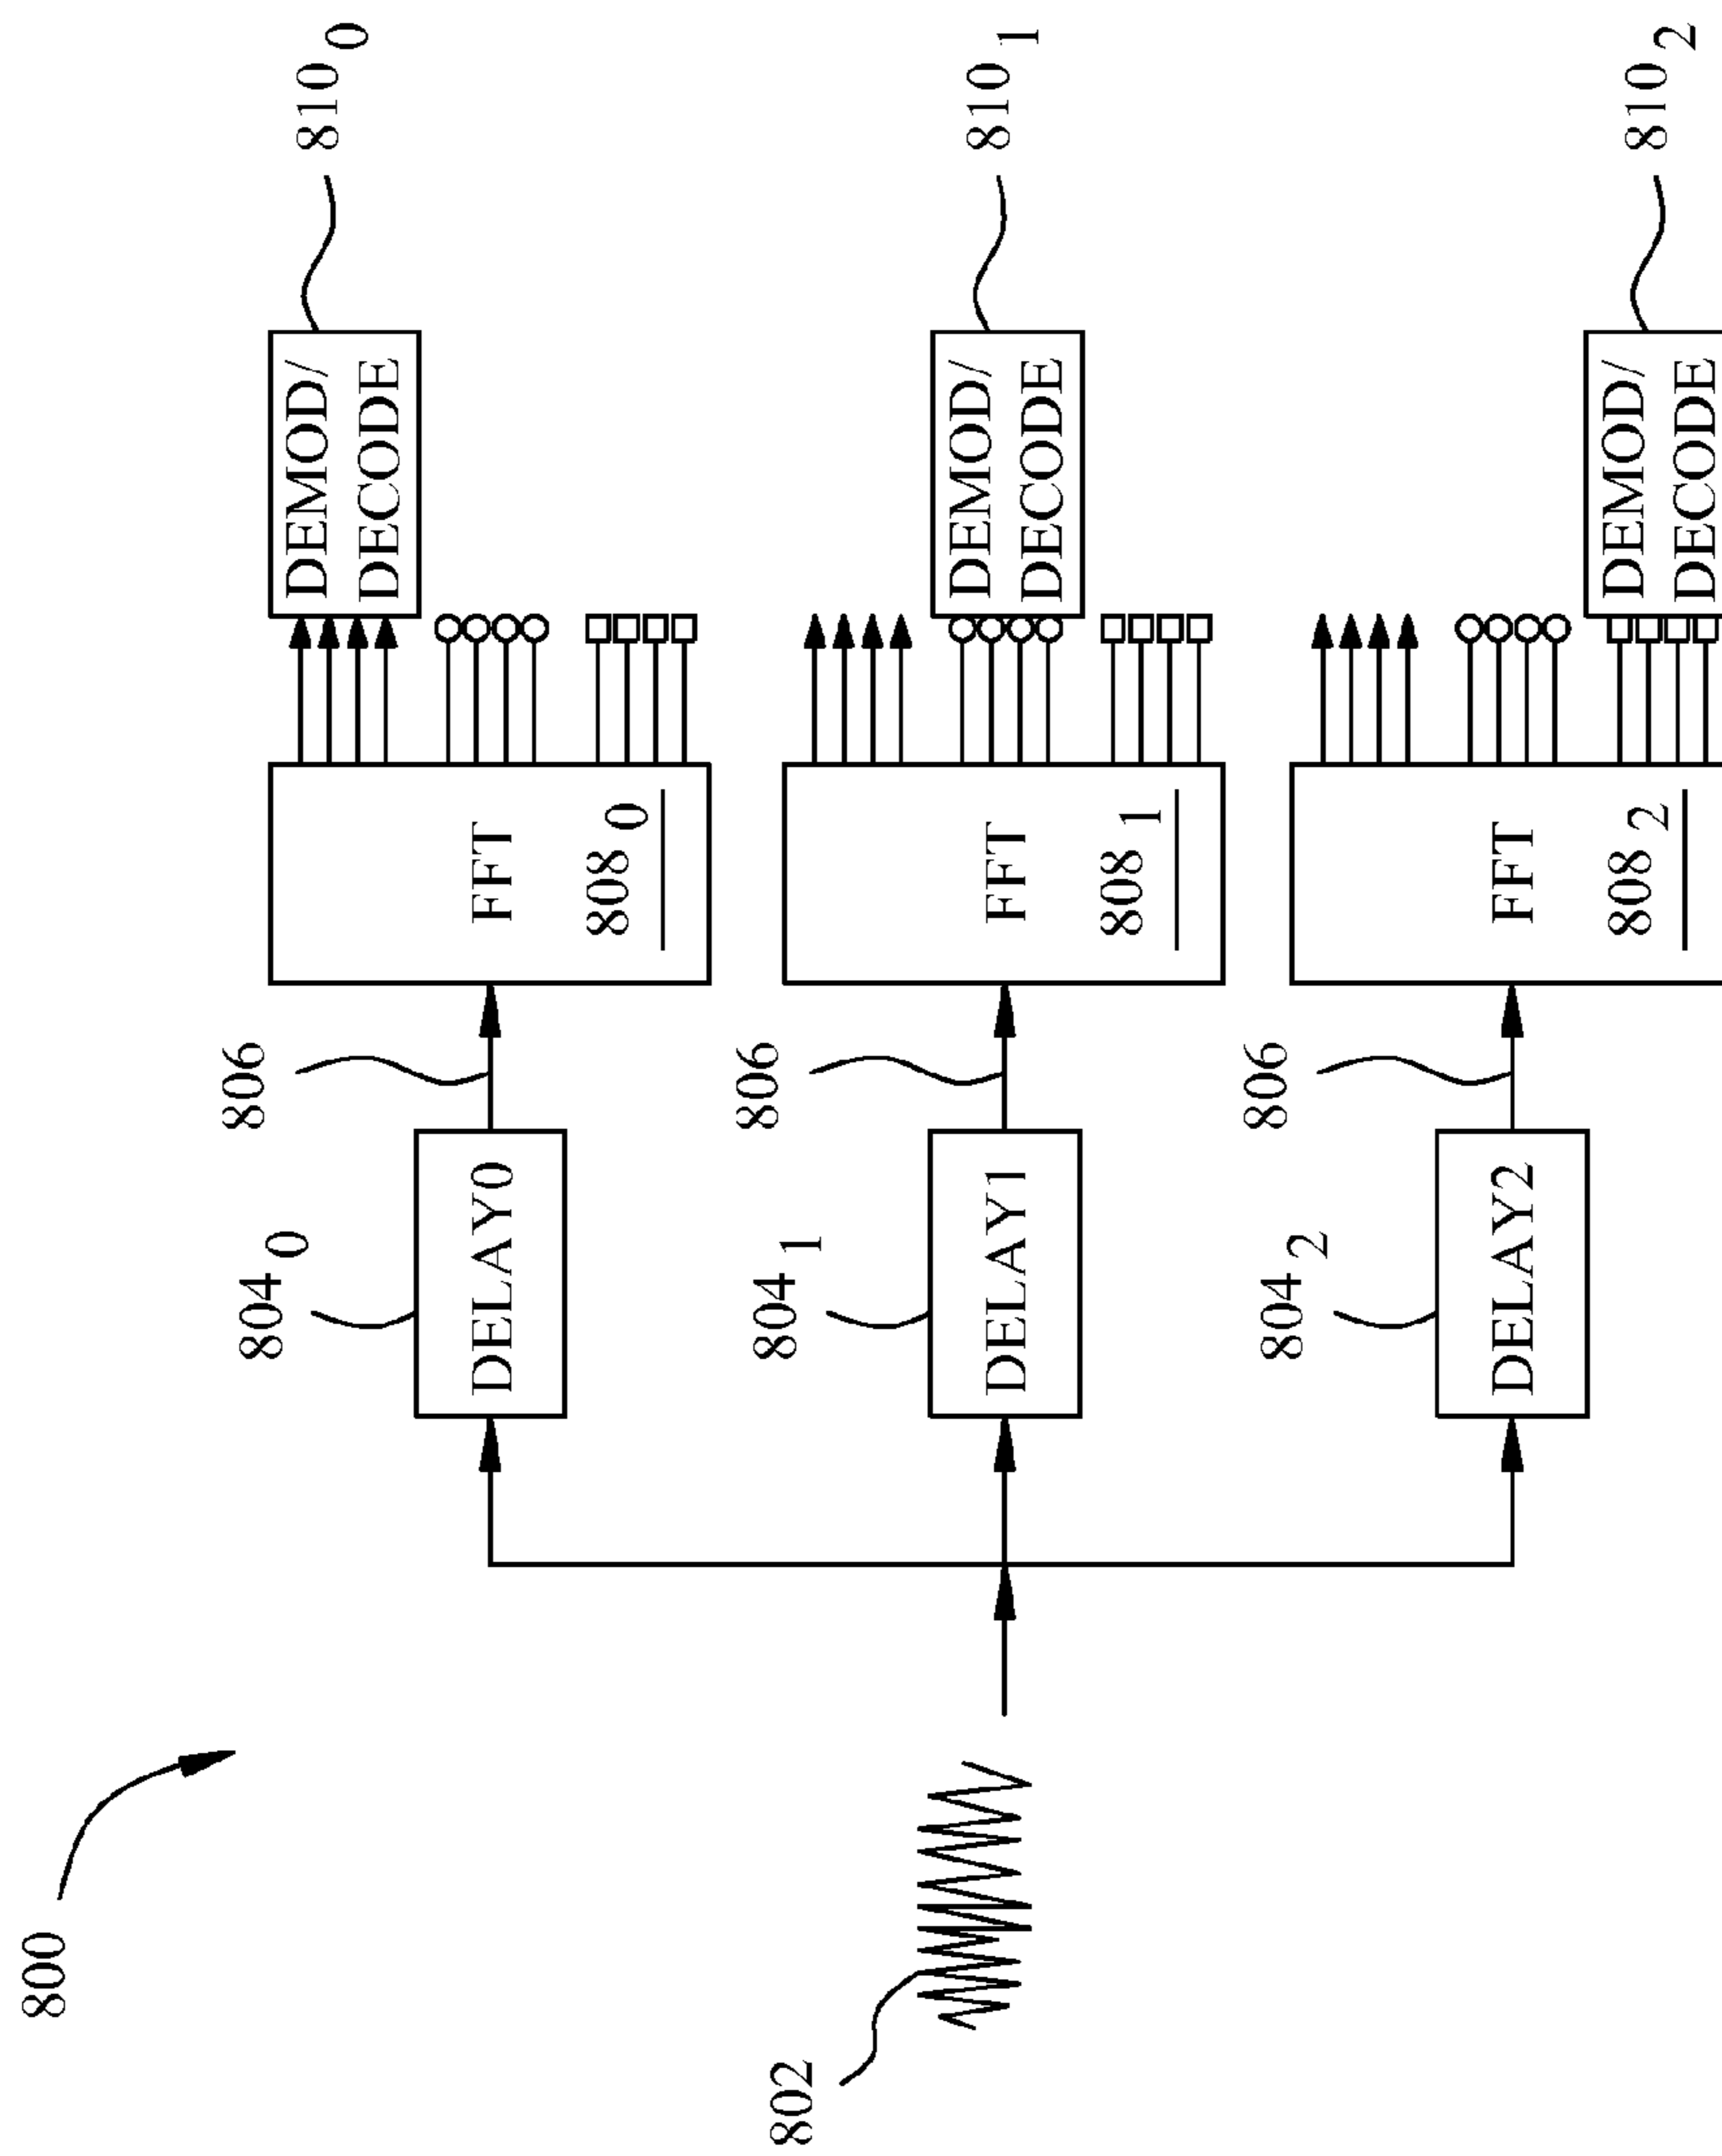 800
802
804 0
DELAY0
806
FFT
808 0
DEMOD/
DECODE
810 0
804 1
DELAY1
806
FFT
808 1
DEMOD/
DECODE
810 1
804 2
DELAY2
806
FFT
808 2
DEMOD/
DECODE
810 2